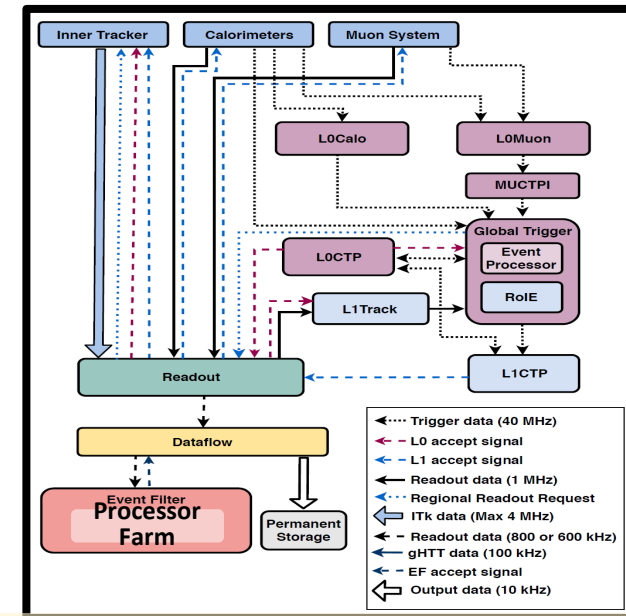 Inner Tracker
Calorimeters
Muon System
L0Calo
L0Muon
MUCTPI
Global Trigger
Event
Processor
RoIE
L0CTP
L1Track
L1CTP
Readout
Dataflow
Event Filter
Processor
Farm
Permanent
Storage
Trigger data (40 MHz)
L0 accept signal
L1 accept signal
Readout data (1 MHz)
Regional Readout Request
ITk data (Max 4 MHz)
Readout data (800 or 600 kHz)
gHTT data (100 kHz)
EF accept signal
Output data (10 kHz)